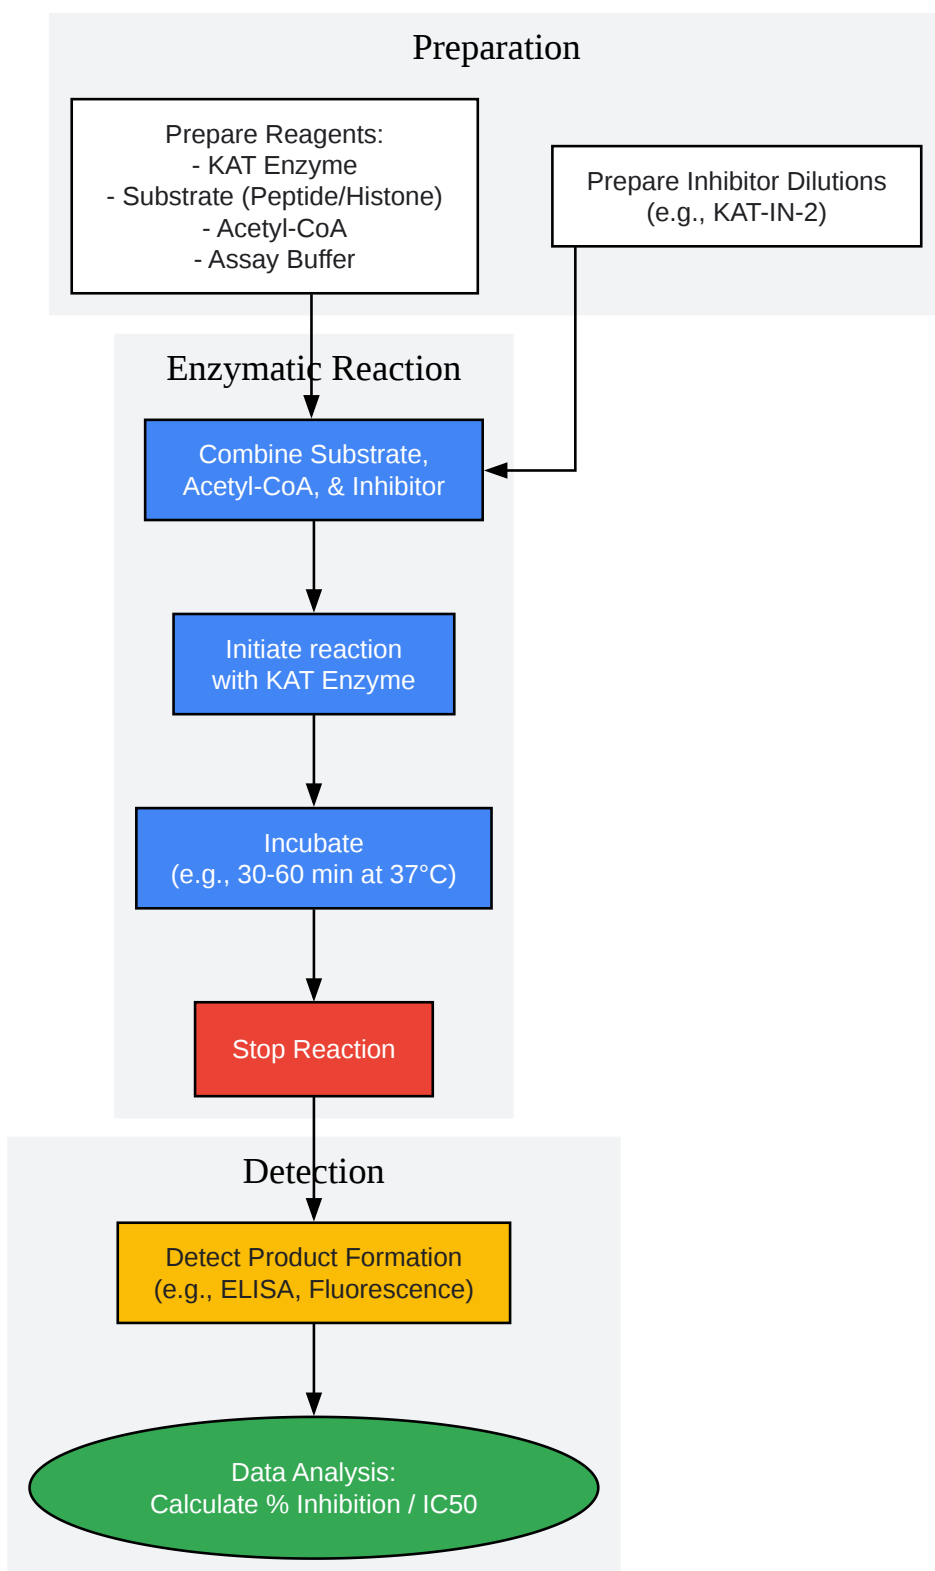 Preparation
Prepare Reagents:
- KAT Enzyme
- Substrate (Peptide/Histone)
- Acetyl-CoA
- Assay Buffer
Prepare Inhibitor Dilutions
(e.g., KAT-IN-2)
Enzymatic Reaction
Combine Substrate,
Acetyl-CoA, & Inhibitor
Initiate reaction
with KAT Enzyme
Incubate
(e.g., 30-60 min at 37°C)
Stop Reaction
Detection
Detect Product Formation
(e.g., ELISA, Fluorescence)
Data Analysis:
Calculate % Inhibition / IC50